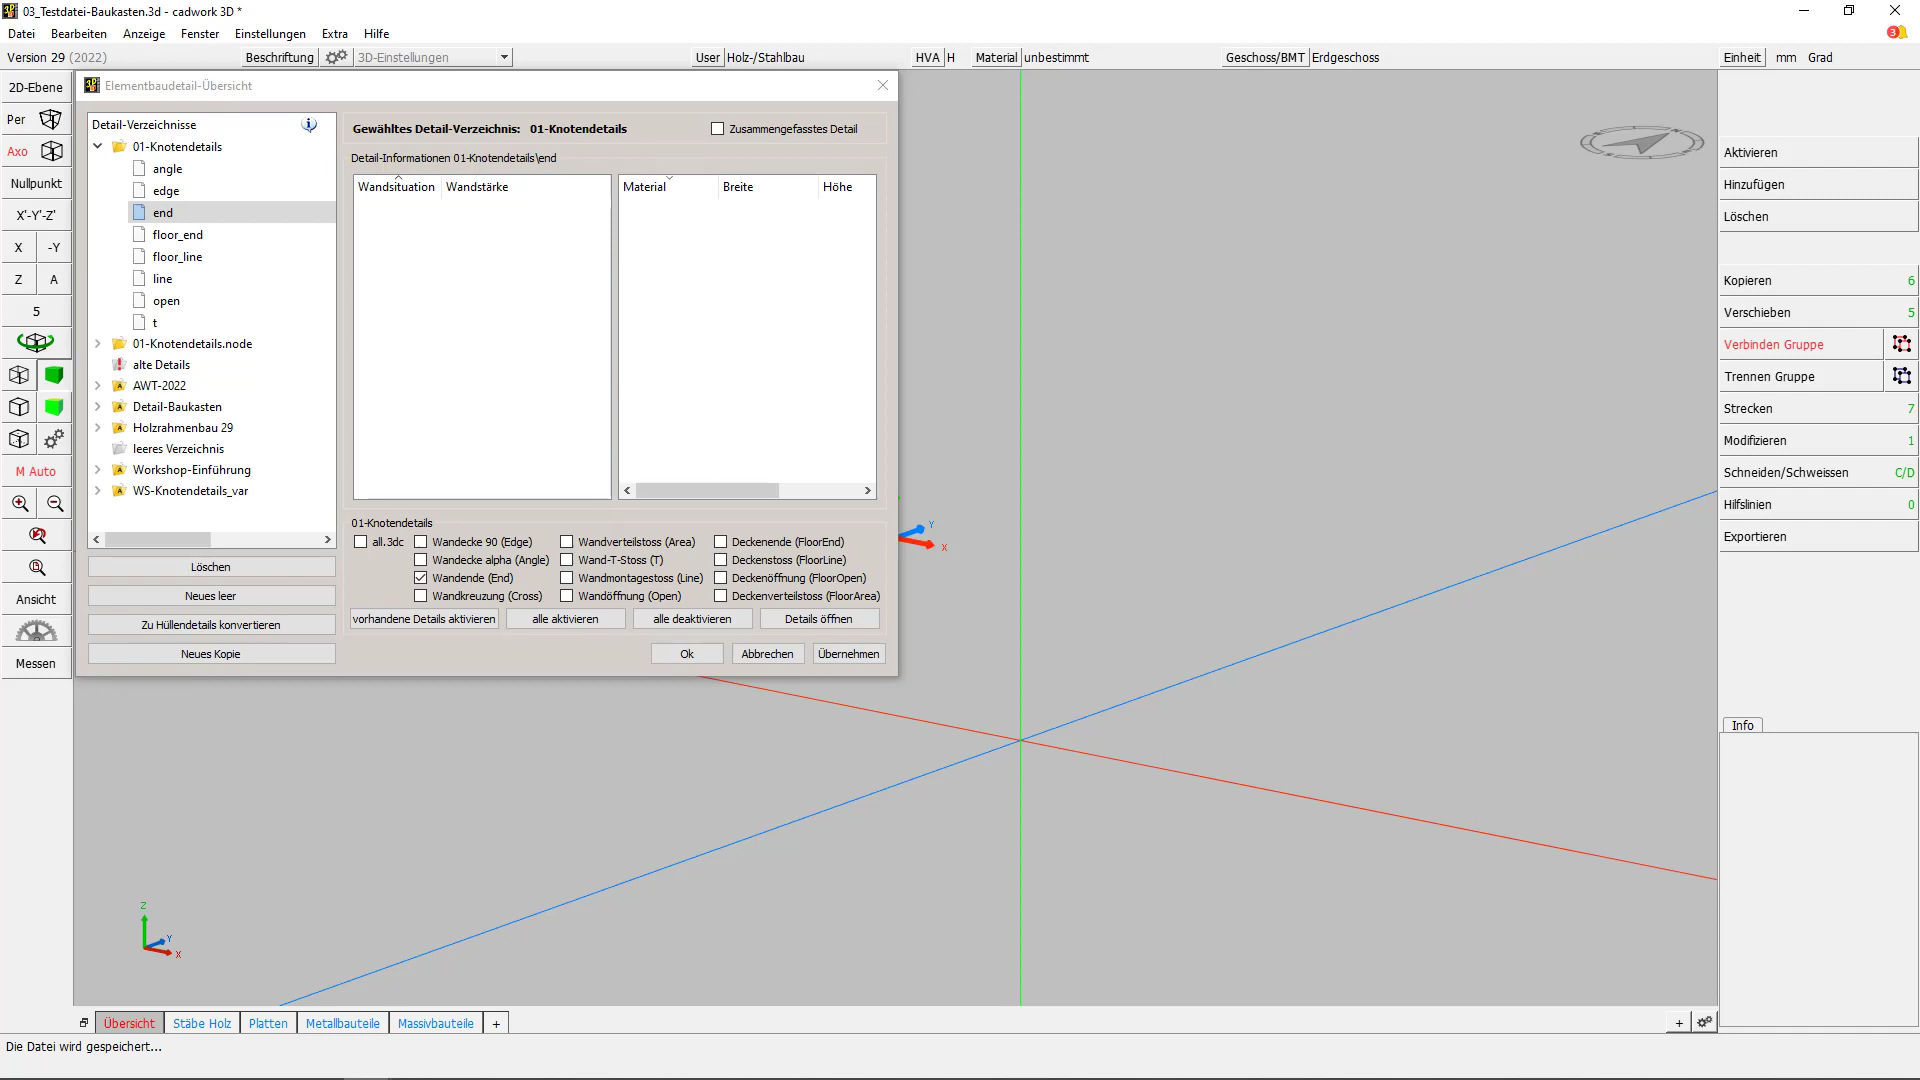 03_Testdatei-Baukasten.3d - cadwork 3D *
Datei Bearbeiten Anzeige Fenster Einstellungen Extra Hilfe
3
Version 29 (2022) Beschriftung 3D-Einstellungen User Holz-/Stahlbau HVA H Material unbestimmt Geschoss/BMT Erdgeschoss Einheit mm Grad
2D-Ebene
Per
Axo
Nullpunkt
X'-Y'-Z'
X -Y
Z A
5
M Auto
Ansicht
Messen
Elementbaudetail-Übersicht
Detail-Verzeichnisse
01-Knotendetails
angle
edge
end
floor_end
floor_line
line
open
t
01-Knotendetails.node
alte Details
AWT-2022
Detail-Baukasten
Holzrahmenbau 29
leeres Verzeichnis
Workshop-Einführung
WS-Knotendetails_var
Löschen
Neues leer
Zu Hüllendetails konvertieren
Neues Kopie
Gewähltes Detail-Verzeichnis: 01-Knotendetails
Zusammengefasstes Detail
Detail-Informationen 01-Knotendetails\end
Wandsituation Wandstärke
Material Breite Höhe
01-Knotendetails
all.3dc Wandecke 90 (Edge) Wandverteilstoss (Area) Deckenende (FloorEnd)
Wandecke alpha (Angle) Wand-T-Stoss (T) Deckenstoss (FloorLine)
Wandende (End) Wandmontagestoss (Line) Deckenöffnung (FloorOpen)
Wandkreuzung (Cross) Wandöffnung (Open) Deckenverteilstoss (FloorArea)
vorhandene Details aktivieren alle aktivieren alle deaktivieren Details öffnen
Ok Abbrechen Übernehmen
Y
X
Z
Y
X
Aktivieren
Hinzufügen
Löschen
Kopieren 6
Verschieben 5
Verbinden Gruppe
Trennen Gruppe
Strecken 7
Modifizieren 1
Schneiden/Schweissen C/D
Hilfslinien 0
Exportieren
Info
Übersicht Stäbe Holz Platten Metallbauteile Massivbauteile + +
Die Datei wird gespeichert...